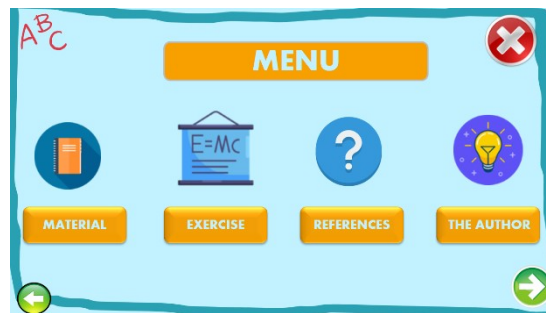 ABC
MENU
E=Mc
?
MATERIAL
EXERCISE
REFERENCES
THE AUTHOR